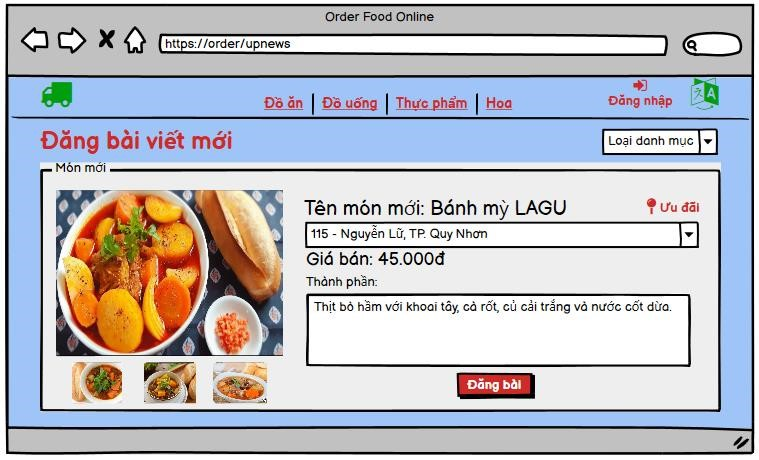 Order Food Online
https://order/upnews
Đồ ăn Đồ uống Thực phẩm Hoa
Đăng nhập
Đăng bài viết mới
Loại danh mục
Món mới
Tên món mới: Bánh mỳ LAGU
Ưu đãi
115 - Nguyễn Lữ, TP. Quy Nhơn
Giá bán: 45.000đ
Thành phần:
Thịt bò hầm với khoai tây, cà rốt, củ cải trắng và nước cốt dừa.
Đăng bài